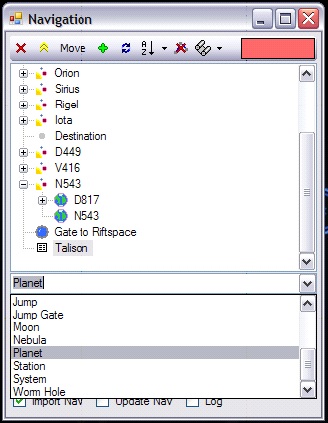 Navigation
Move
Orion
Sirius
Rigel
Iota
Destination
D449
V416
N543
D817
N543
Gate to Riftspace
Talison
Planet
Jump
Jump Gate
Moon
Nebula
Planet
Station
System
Worm Hole
Import Nav Update Nav Log